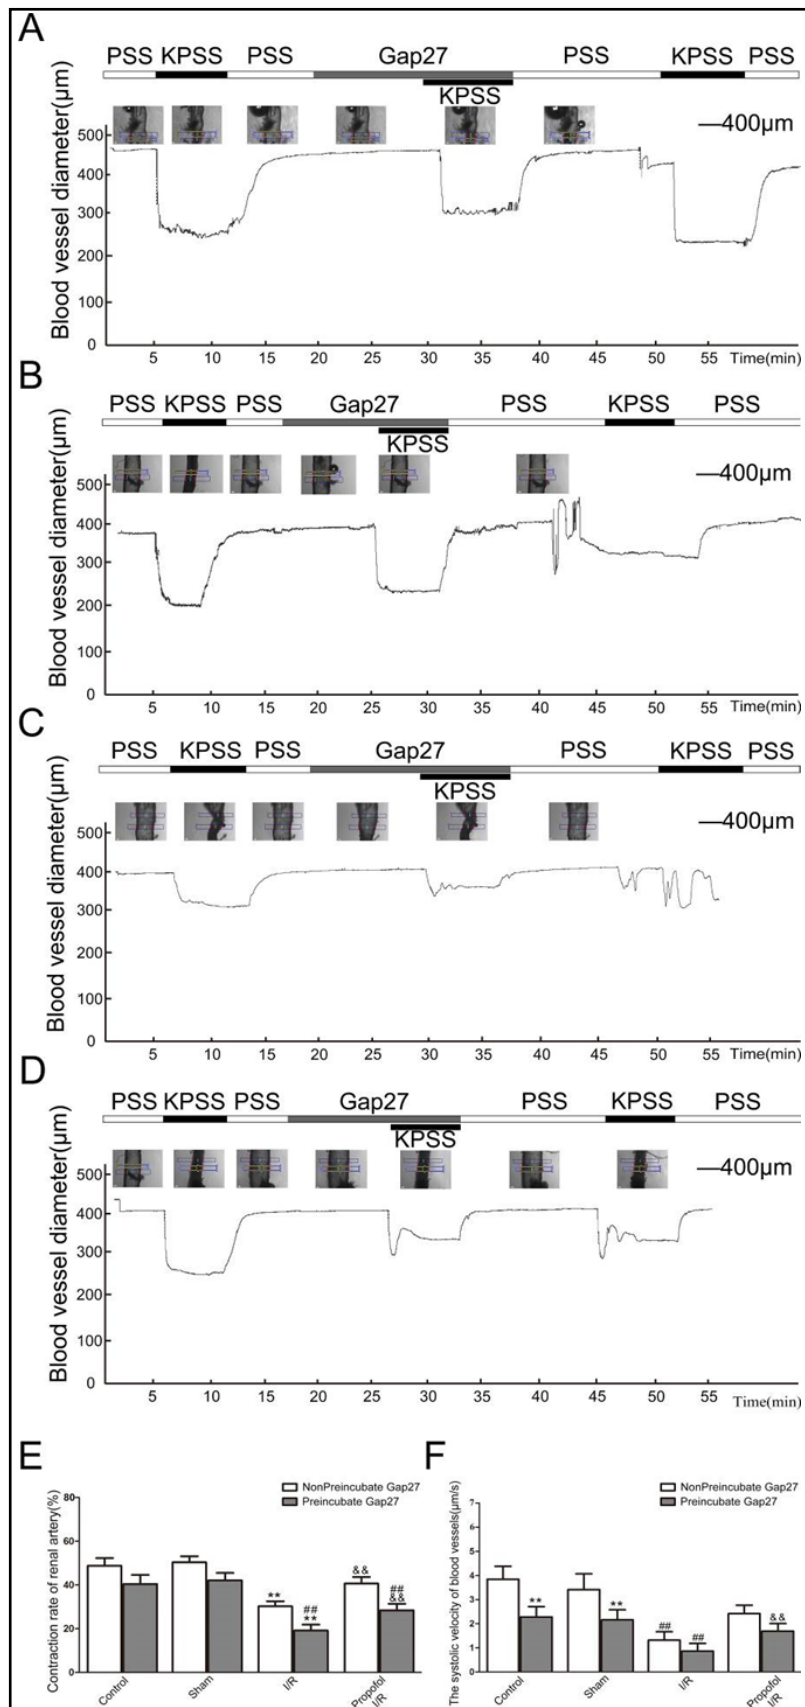 A
PSS KPSS PSS Gap27 PSS KPSS PSS
KPSS
400μm
Blood vessel diameter(μm)
500
400
300
200
100
0
5 10 15 20 25 30 35 40 45 50 55 Time(min)
B
PSS KPSS PSS Gap27 PSS KPSS PSS
KPSS
400μm
Blood vessel diameter(μm)
500
400
300
200
100
0
5 10 15 20 25 30 35 40 45 50 55 Time(min)
C
PSS KPSS PSS Gap27 PSS KPSS PSS
KPSS
400μm
Blood vessel diameter(μm)
500
400
300
200
100
0
5 10 15 20 25 30 35 40 45 50 55 Time(min)
D
PSS KPSS PSS Gap27 PSS KPSS PSS
KPSS
400μm
Blood vessel diameter(μm)
500
400
300
200
100
0
5 10 15 20 25 30 35 40 45 50 55 Time(min)
E
NonPreincubate Gap27
Preincubate Gap27
Contraction rate of renal artery(%)
80
60
40
20
0
**
##
**
&&
##
&&
Control Sham I/R Propofol
I/R
F
NonPreincubate Gap27
Preincubate Gap27
The systolic velocity of blood vessels(μm/s)
7
6
5
4
3
2
1
0
**
**
##
##
&&
Control Sham I/R Propofol
I/R